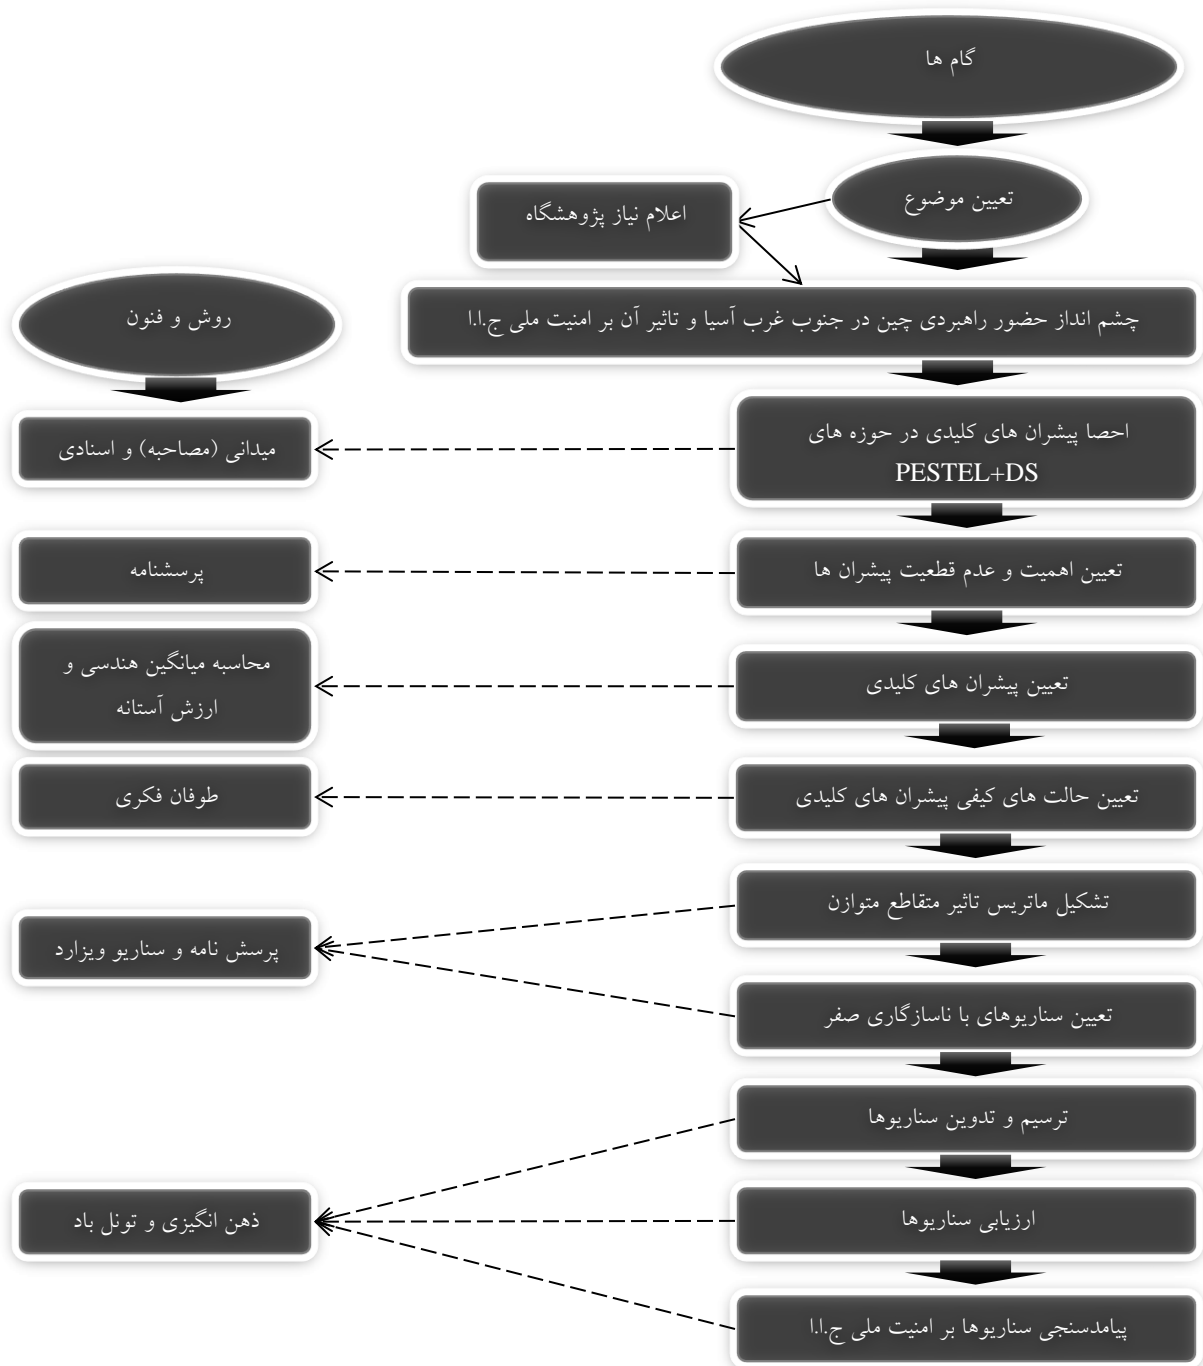 گام ها
تعیین موضوع
اعلام نیاز پژوهشگاه
چشم انداز حضور راهبردی چین در جنوب غرب آسیا و تاثیر آن بر امنیت ملی ج.ا.ا
روش و فنون
احصا پیشران های کلیدی در حوزه های
PESTEL+DS
میدانی (مصاحبه) و اسنادی
تعیین اهمیت و عدم قطعیت پیشران ها
پرسشنامه
تعیین پیشران های کلیدی
محاسبه میانگین هندسی و
ارزش آستانه
تعیین حالت های کیفی پیشران های کلیدی
طوفان فکری
تشکیل ماتریس تاثیر متقاطع متوازن
پرسش نامه و سناریو ویزارد
تعیین سناریوهای با ناسازگاری صفر
ترسیم و تدوین سناریوها
ارزیابی سناریوها
ذهن انگیزی و تونل باد
پیامدسنجی سناریوها بر امنیت ملی ج.ا.ا